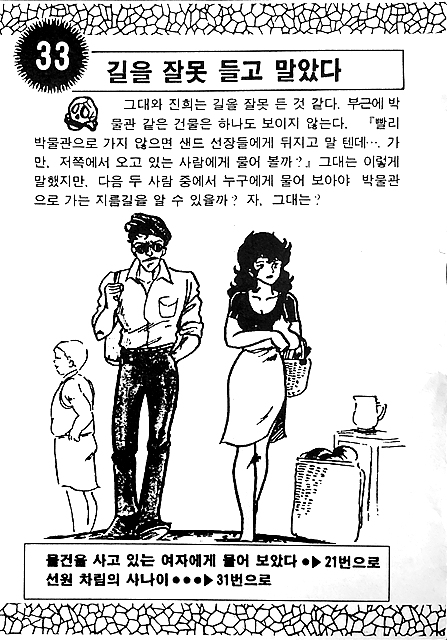 33
길을 잘못 들고 말았다
그대와 진희는 길을 잘못 든 것 같다. 부근에 박
물관 같은 건물은 하나도 보이지 않는다. 『빨리
박물관으로 가지 않으면 샌드 선장들에게 뒤지고 말 텐데…. 가
만, 저쪽에서 오고 있는 사람에게 물어 볼까?』 그대는 이렇게
말했지만, 다음 두 사람 중에서 누구에게 물어 보아야 박물관
으로 가는 지름길을 알 수 있을까? 자, 그대는?
물건을 사고 있는 여자에게 물어 보았다 ●▶ 21번으로
선원 차림의 사나이 ●●●▶ 31번으로